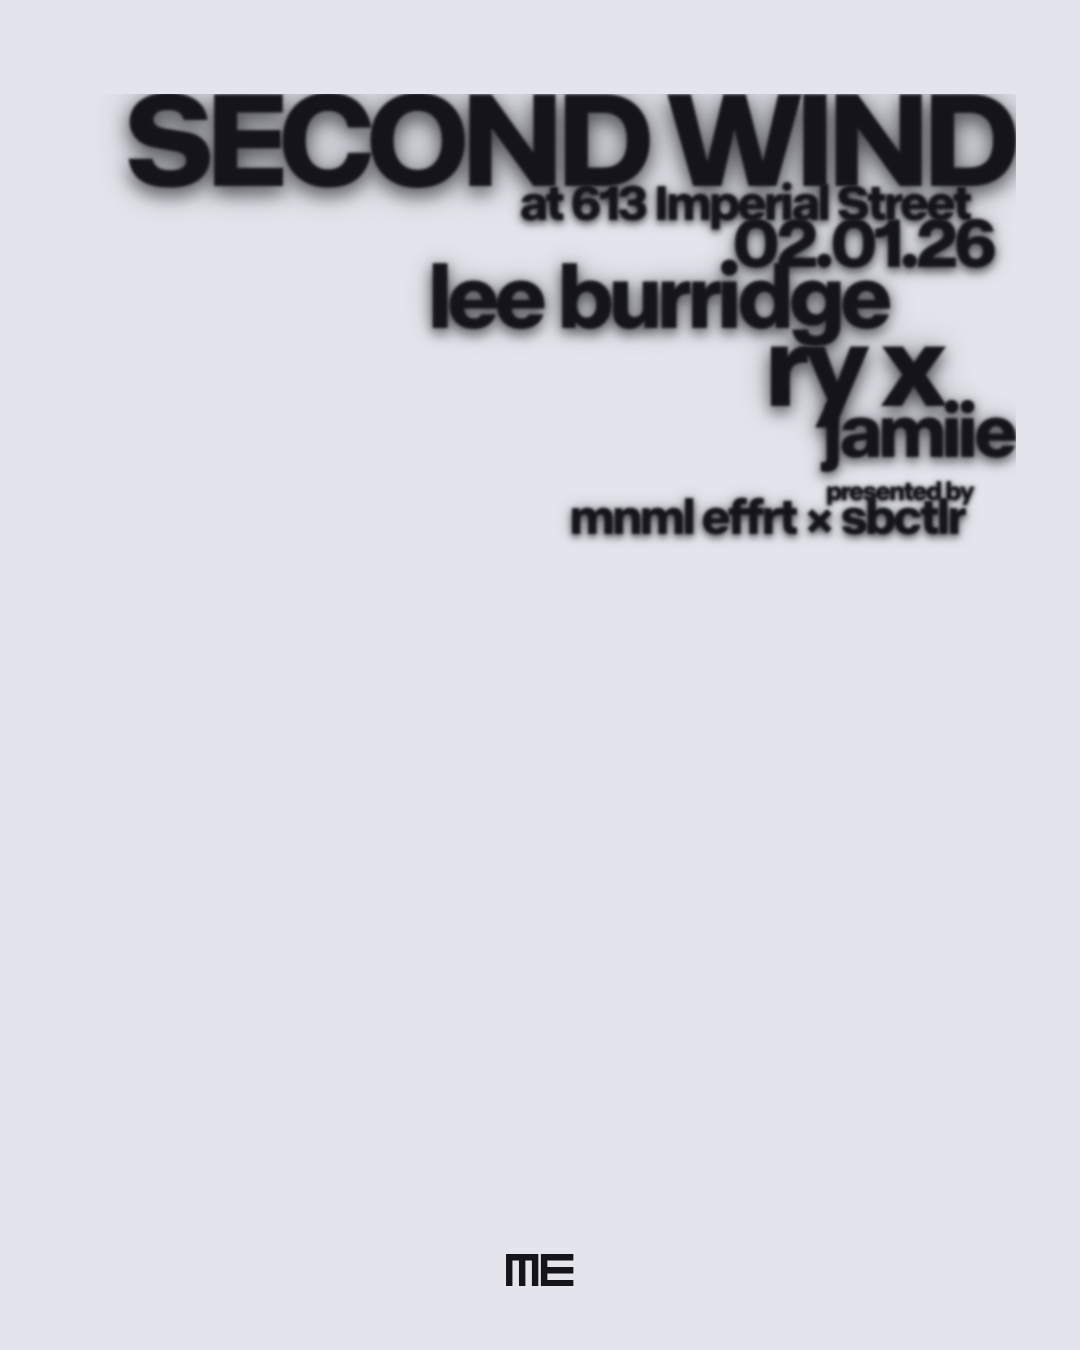 SECOND WIND
at 613 Imperial Street
02.01.26
lee burridge
ry x
jamiie
presented by
mnml effrt × sbctlr
ME